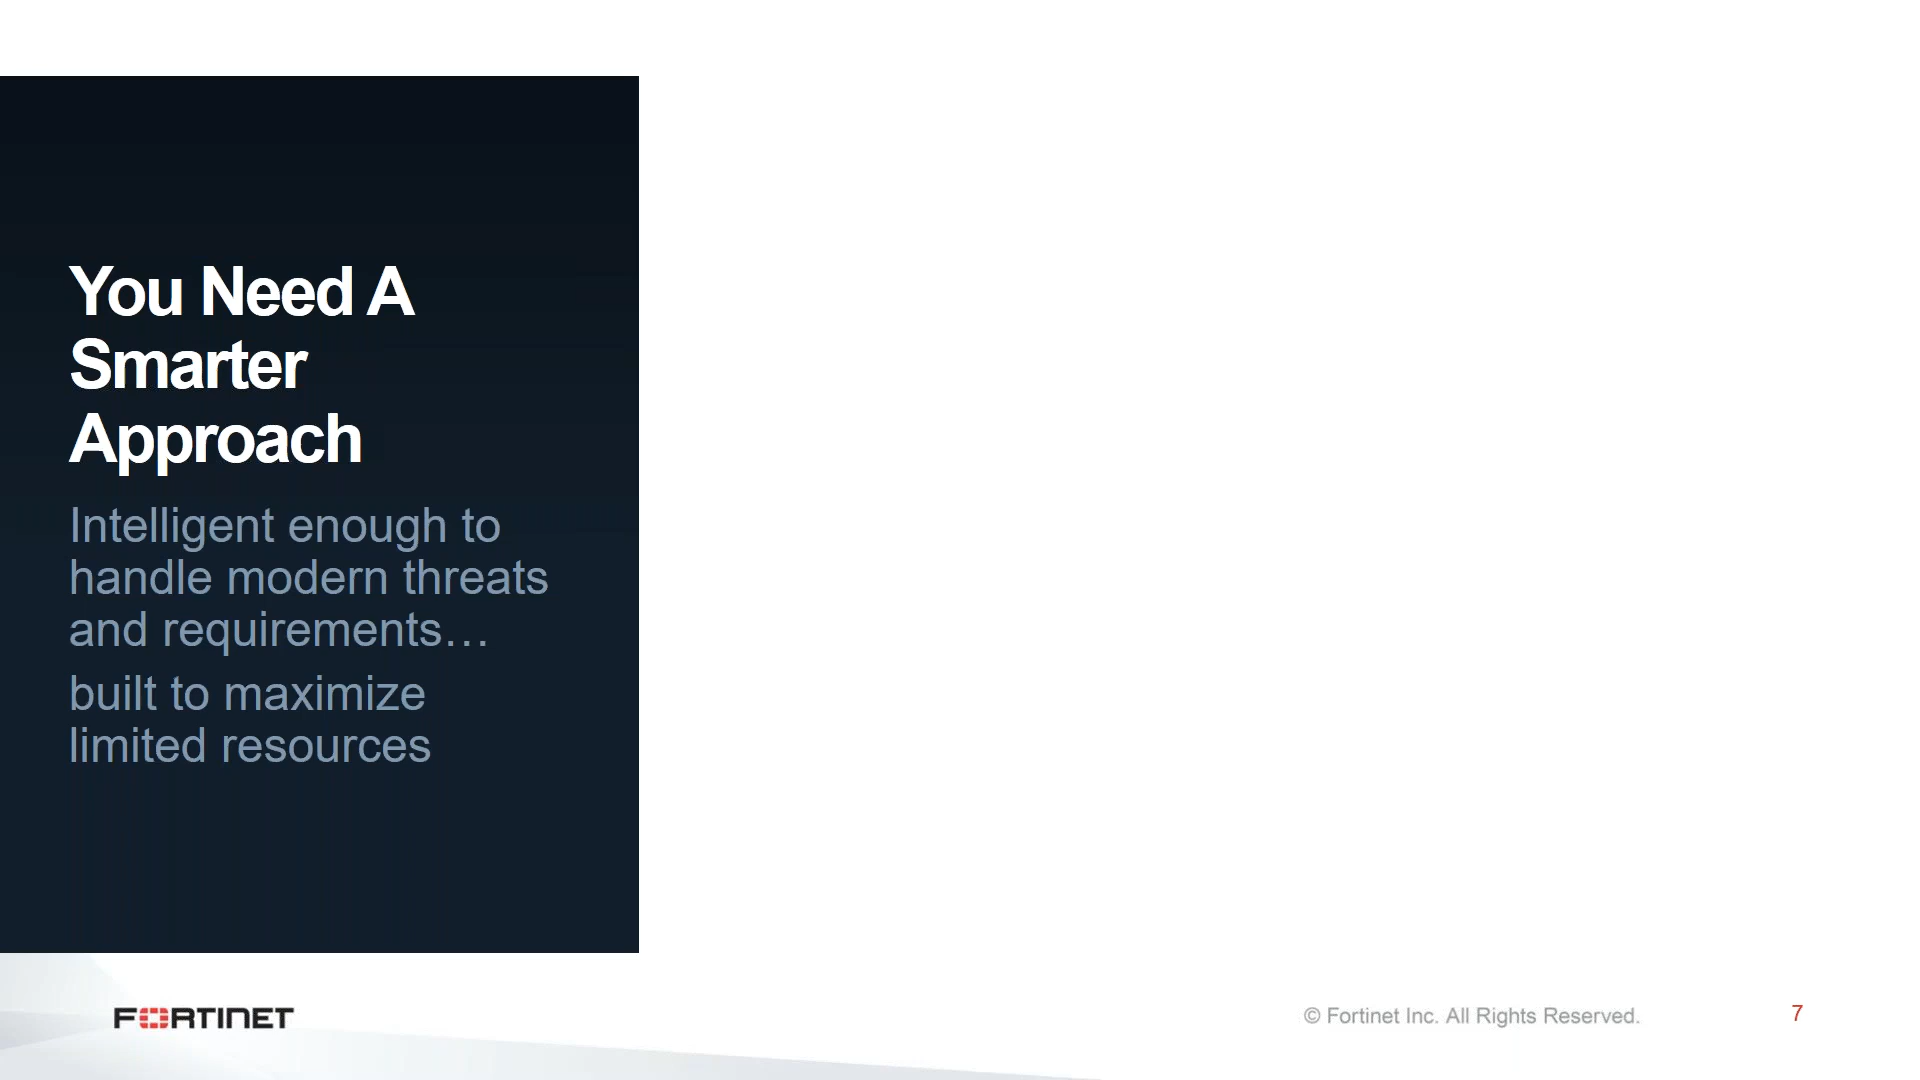 You Need A
Smarter
Approach
Intelligent enough to
handle modern threats
and requirements…
built to maximize
limited resources
FORTINET
© Fortinet Inc. All Rights Reserved.
7